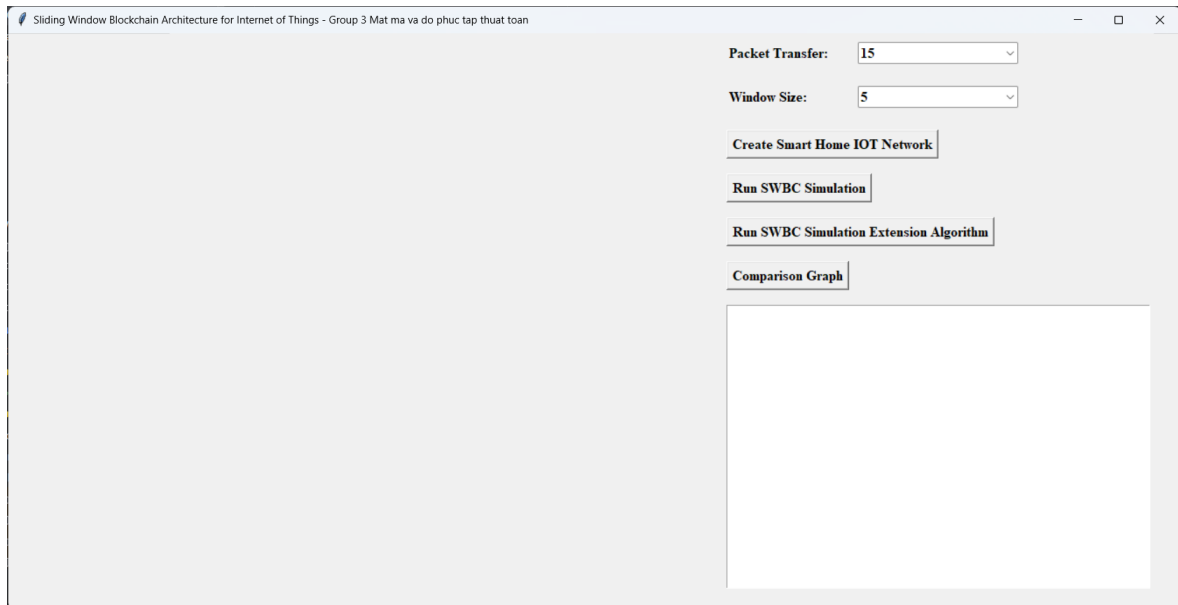 Sliding Window Blockchain Architecture for Internet of Things - Group 3 Mat ma va do phuc tap thuat toan
Packet Transfer: 15
Window Size: 5
Create Smart Home IOT Network
Run SWBC Simulation
Run SWBC Simulation Extension Algorithm
Comparison Graph